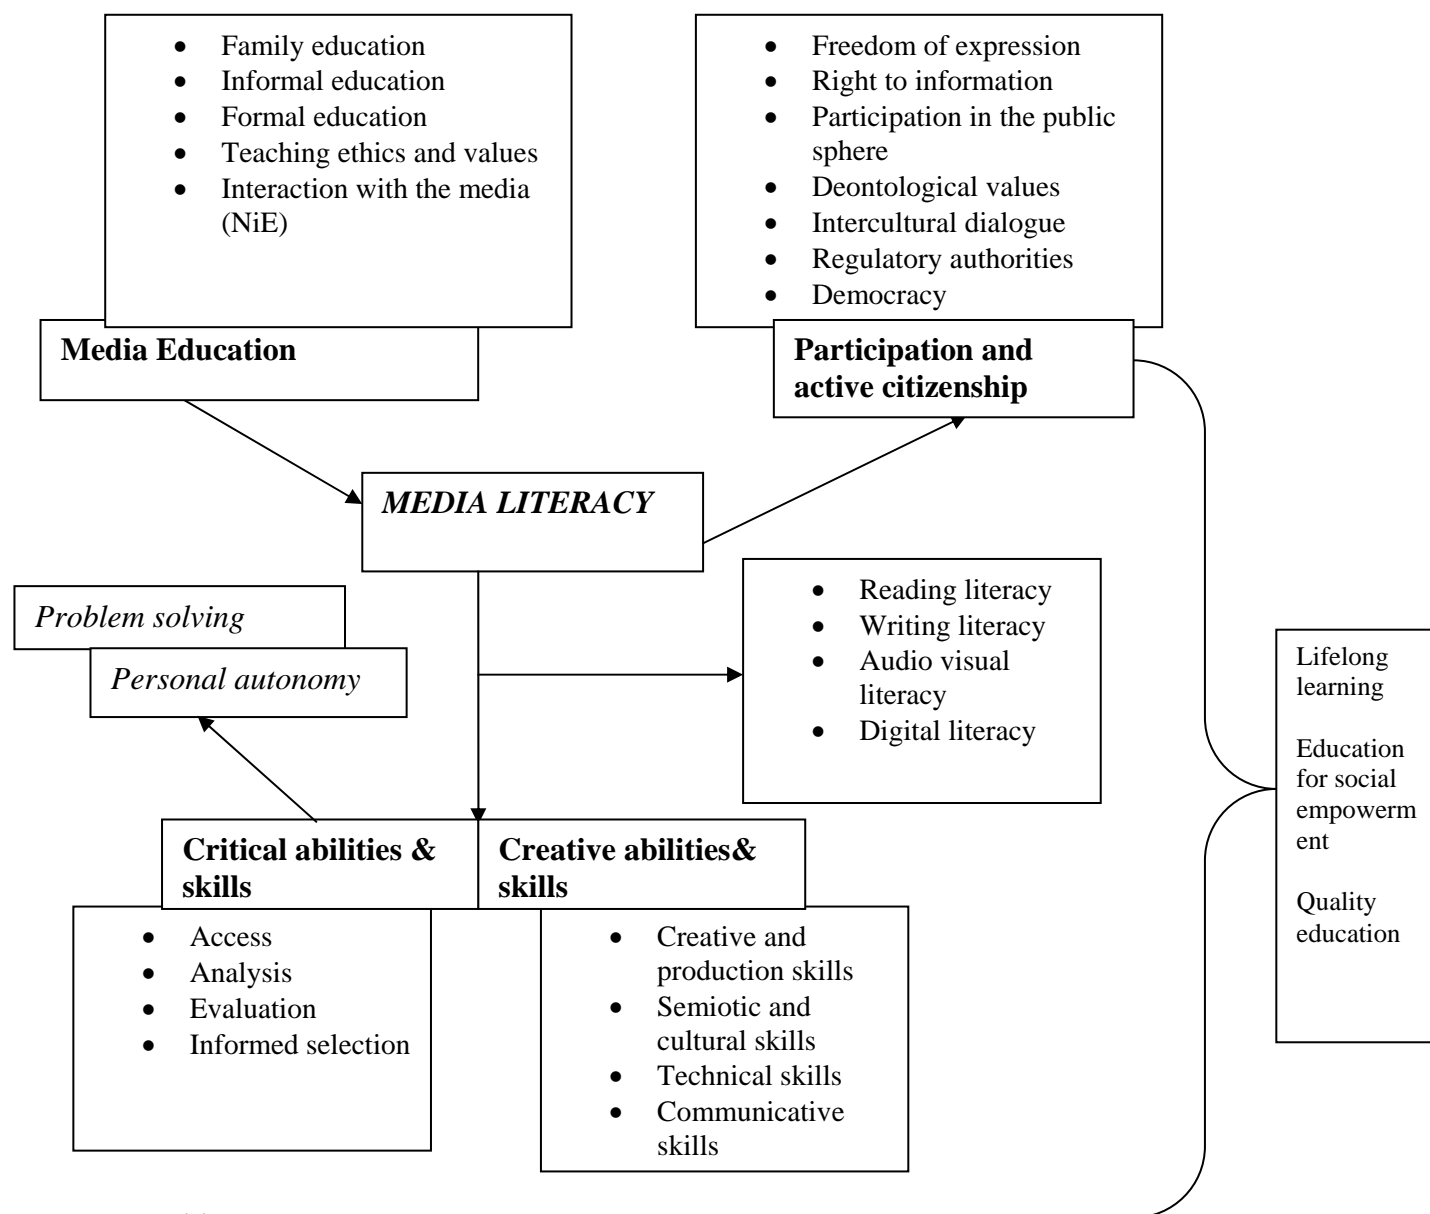 • Family education
• Informal education
• Formal education
• Teaching ethics and values
• Interaction with the media
(NiE)
Media Education
• Freedom of expression
• Right to information
• Participation in the public
sphere
• Deontological values
• Intercultural dialogue
• Regulatory authorities
• Democracy
Participation and
active citizenship
MEDIA LITERACY
Problem solving
Personal autonomy
• Reading literacy
• Writing literacy
• Audio visual
literacy
• Digital literacy
Lifelong
learning
Education
for social
empowerm
ent
Quality
education
Critical abilities &
skills
• Access
• Analysis
• Evaluation
• Informed selection
Creative abilities&
skills
• Creative and
production skills
• Semiotic and
cultural skills
• Technical skills
• Communicative
skills